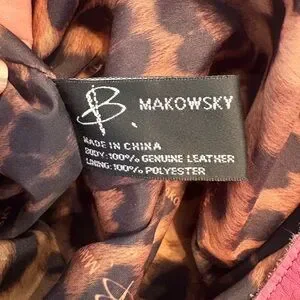 B. MAKOWSKY
MADE IN CHINA
BODY: 100% GENUINE LEATHER
LINING: 100% POLYESTER